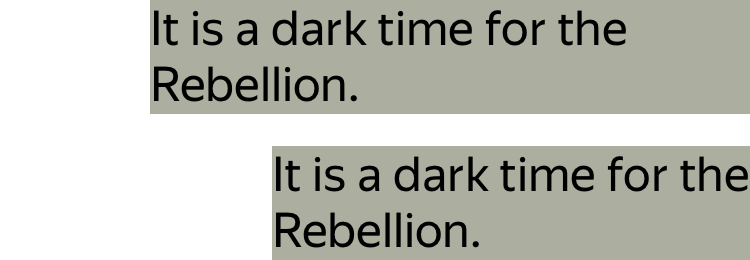 It is a dark time for the
Rebellion.
It is a dark time for the
Rebellion.